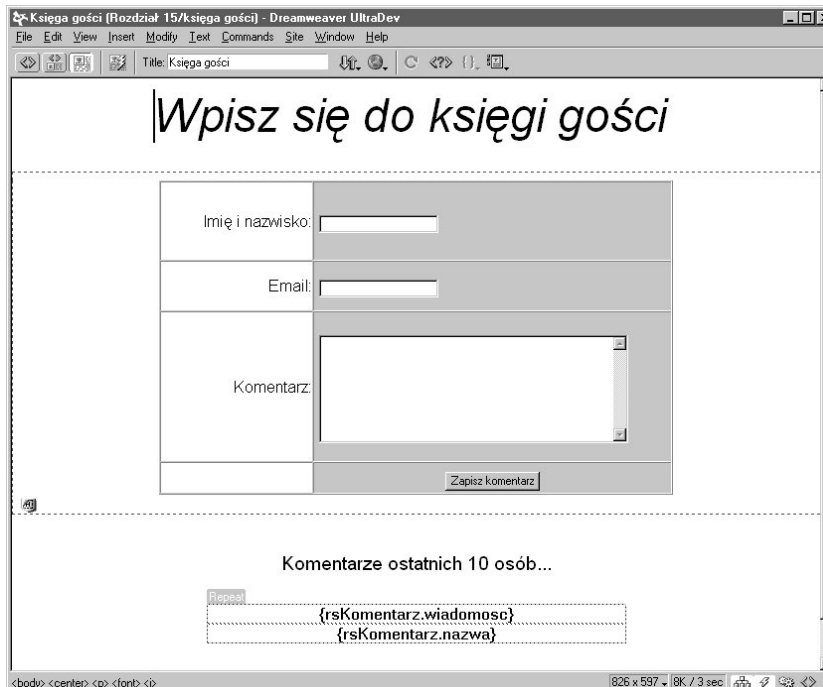 Księga gości (Rozdział 15/księga gości) - Dreamweaver UltraDev
File Edit View Insert Modify Text Commands Site Window Help
Title: Księga gości
Wpisz się do księgi gości
Imię i nazwisko:
Email:
Komentarz:
Zapisz komentarz
Komentarze ostatnich 10 osób...
Repeat
{rsKomentarz.wiadomosc}
{rsKomentarz.nazwa}
<body> <center> <p> <font> <i> 826 x 597 8K / 3 sec